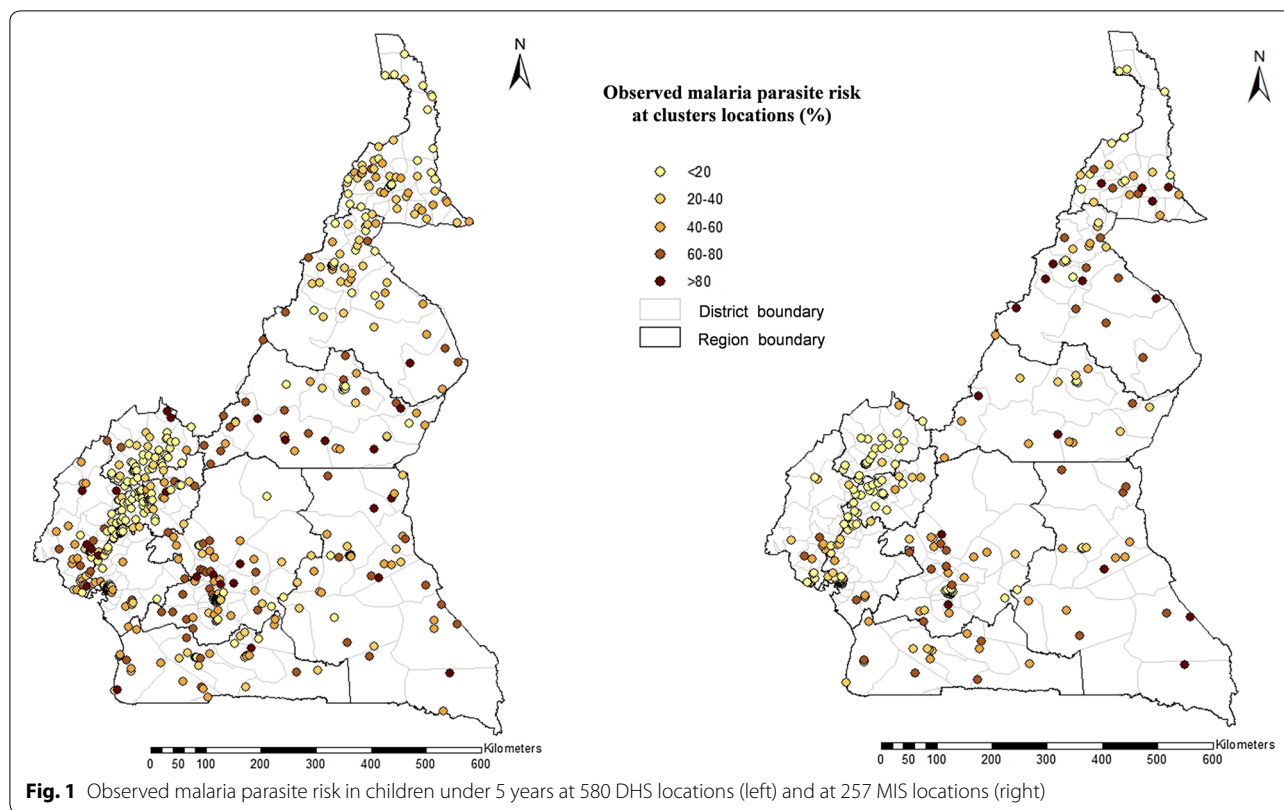 N
N
Observed malaria parasite risk
at clusters locations (%)
<20
20-40
40-60
60-80
>80
District boundary
Region boundary
Kilometers
0 50 100 200 300 400 500 600
Kilometers
0 50 100 200 300 400 500 600
Fig. 1 Observed malaria parasite risk in children under 5 years at 580 DHS locations (left) and at 257 MIS locations (right)